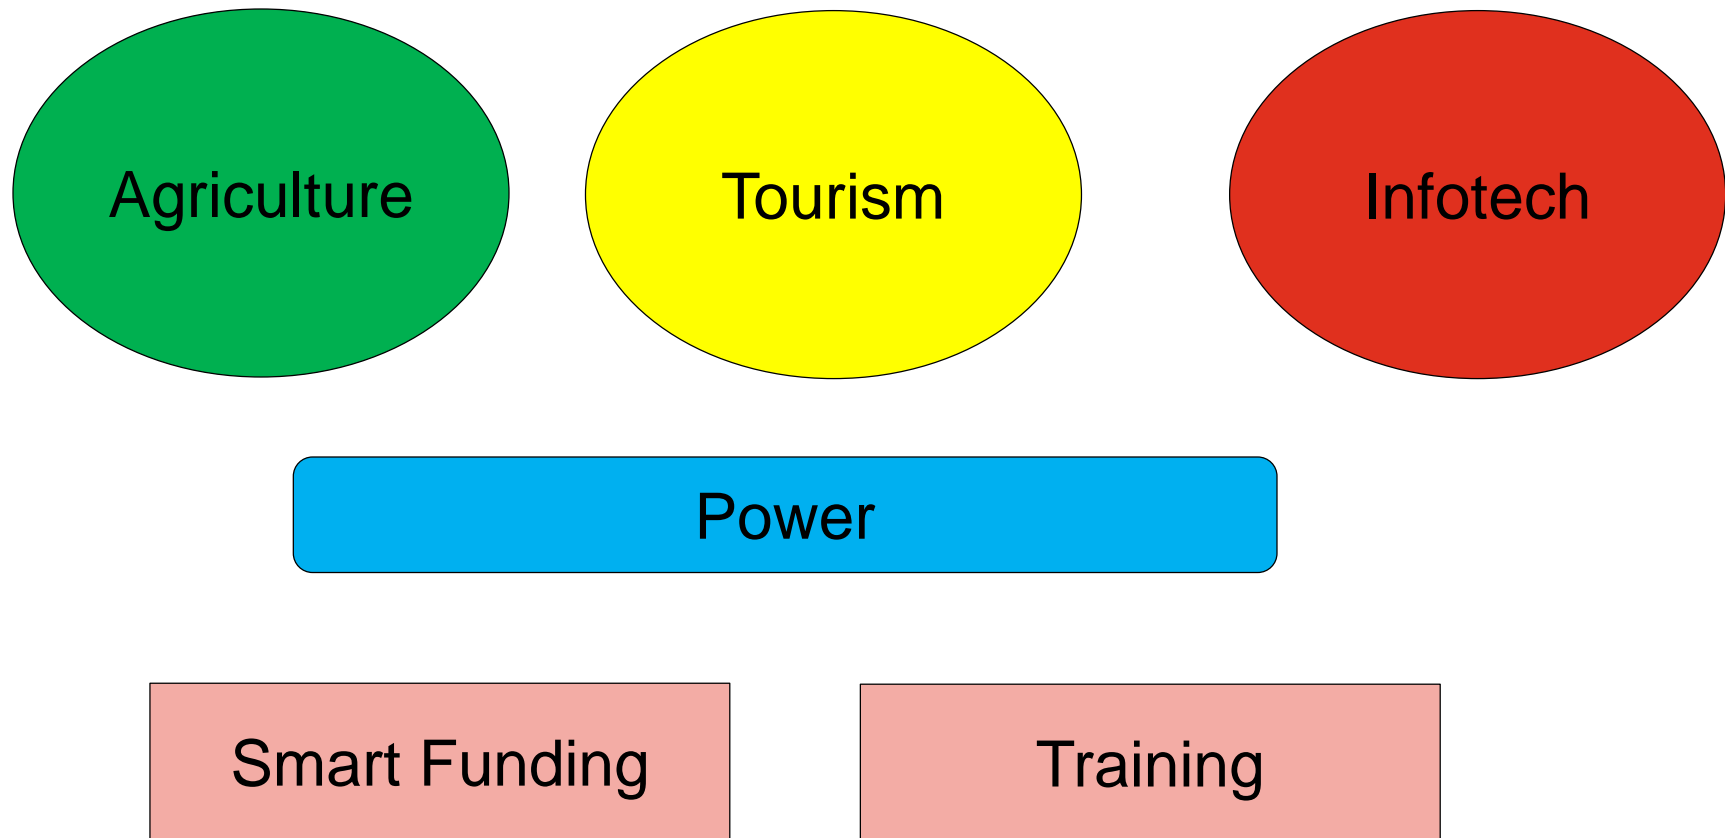 Agriculture
Tourism
Infotech
Power
Smart Funding
Training